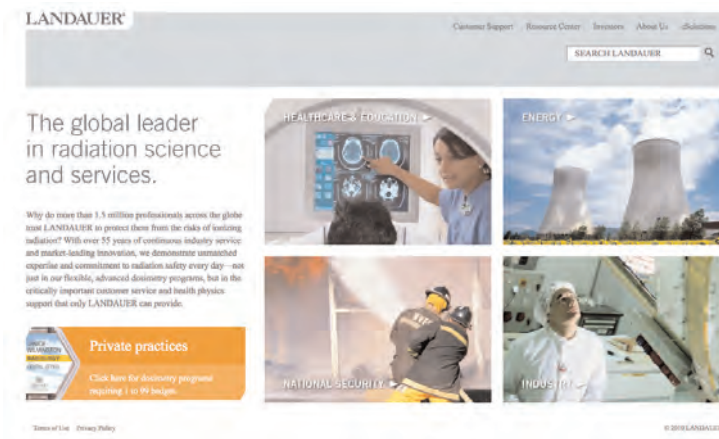 LANDAUER®
Customer Support Resource Center Investors About Us
SEARCH LANDAUER
The global leader
in radiation science
and services.
Why do more than 1.5 million professionals across the globe
trust LANDAUER to protect them from the risks of ionizing
radiation? With over 55 years of continuous industry service
and market-leading innovation, we demonstrate unmatched
expertise and commitment to radiation safety every day—not
just in our flexible, advanced dosimetry programs, but in the
critically important customer service and health physics
support that only LANDAUER can provide.
HEALTHCARE & EDUCATION
ENERGY
NATIONAL SECURITY
INDUSTRY
Private practices
Click here for dosimetry programs
requiring 1 to 99 badges.
Terms of Use Privacy Policy
© 2010 LANDAUER